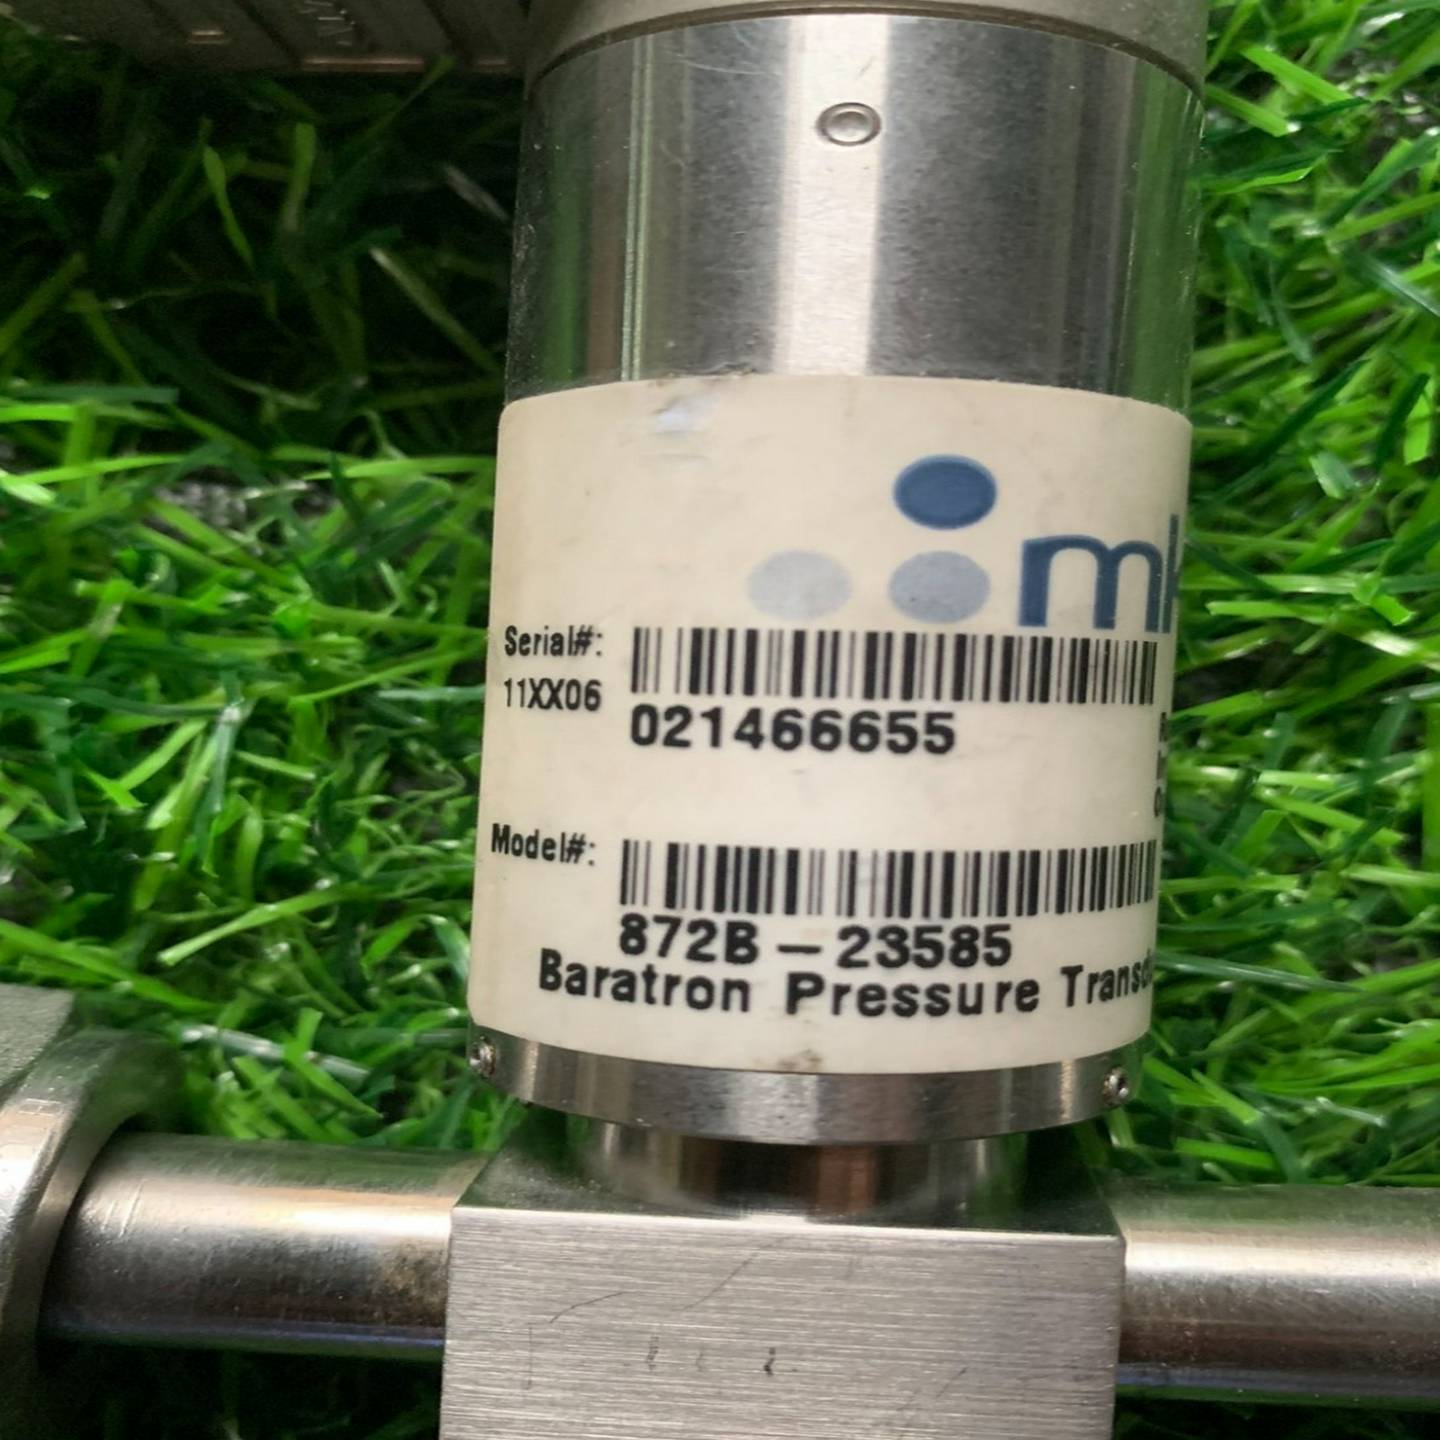 mk
Serial#:
11XX06
021466655
Model#:
872B-23585
Baratron Pressure